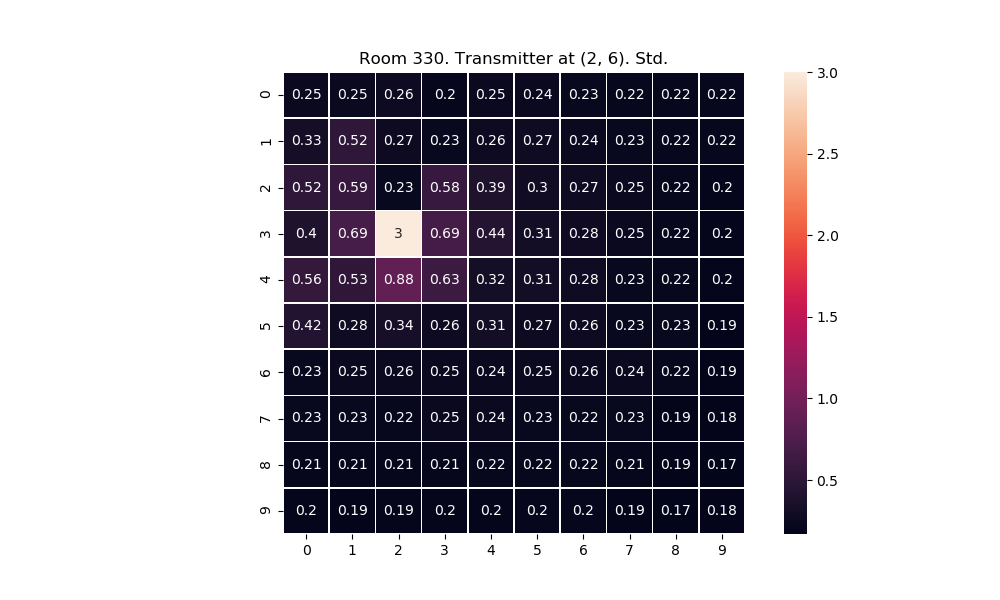 Room 330. Transmitter at (2, 6). Std.
0 0.25 0.25 0.26 0.2 0.25 0.24 0.23 0.22 0.22 0.22 3.0
1 0.33 0.52 0.27 0.23 0.26 0.27 0.24 0.23 0.22 0.22 2.5
2 0.52 0.59 0.23 0.58 0.39 0.3 0.27 0.25 0.22 0.2
3 0.4 0.69 3 0.69 0.44 0.31 0.28 0.25 0.22 0.2 2.0
4 0.56 0.53 0.88 0.63 0.32 0.31 0.28 0.23 0.22 0.2
5 0.42 0.28 0.34 0.26 0.31 0.27 0.26 0.23 0.23 0.19 1.5
6 0.23 0.25 0.26 0.25 0.24 0.25 0.26 0.24 0.22 0.19
7 0.23 0.23 0.22 0.25 0.24 0.23 0.22 0.23 0.19 0.18 1.0
8 0.21 0.21 0.21 0.21 0.22 0.22 0.22 0.21 0.19 0.17 0.5
9 0.2 0.19 0.19 0.2 0.2 0.2 0.2 0.19 0.17 0.18
0 1 2 3 4 5 6 7 8 9